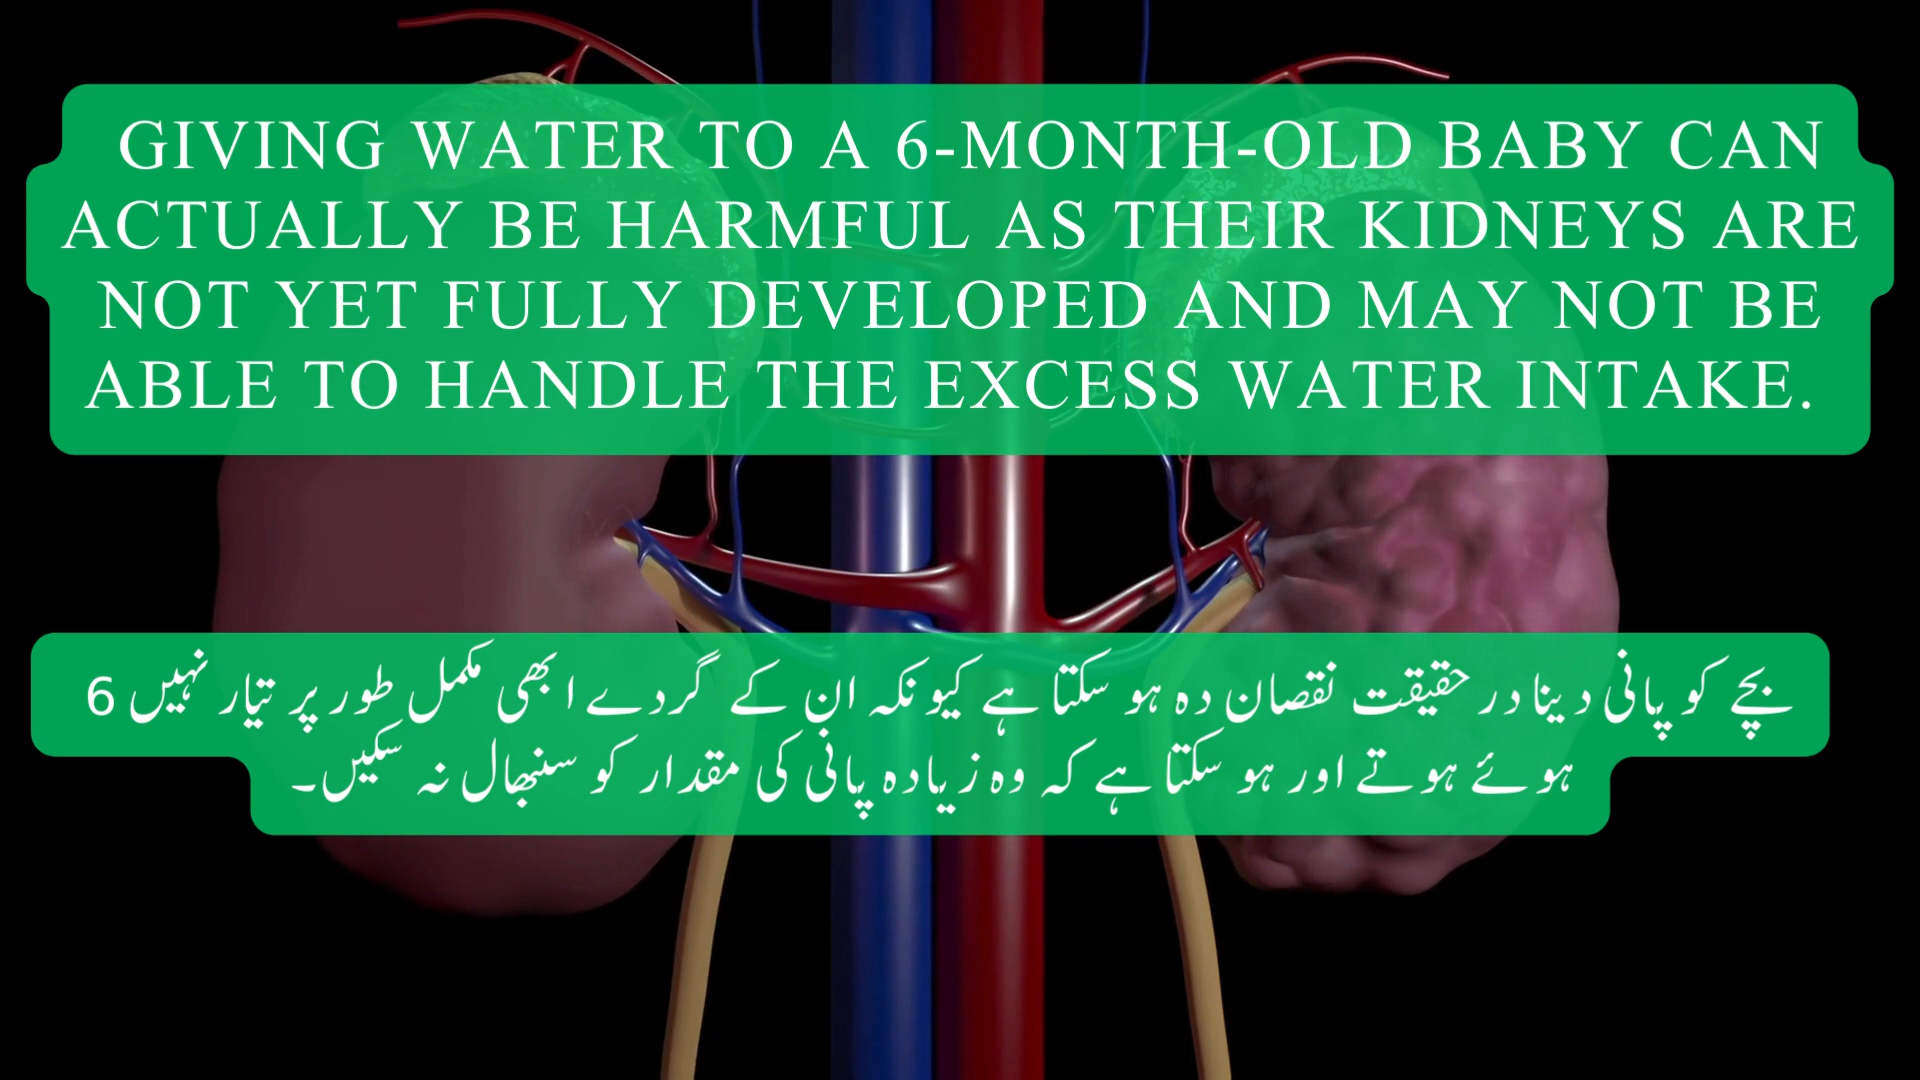 GIVING WATER TO A 6-MONTH-OLD BABY CAN
ACTUALLY BE HARMFUL AS THEIR KIDNEYS ARE
NOT YET FULLY DEVELOPED AND MAY NOT BE
ABLE TO HANDLE THE EXCESS WATER INTAKE.
بچے کو پانی دینا در حقیقت نقصان دہ ہو سکتا ہے کیونکہ ان کے گردے ابھی مکمل طور پر تیار نہیں 6
ہوئے ہوتے اور ہو سکتا ہے کہ وہ زیادہ پانی کی مقدار کو سنبھال نہ سکیں۔